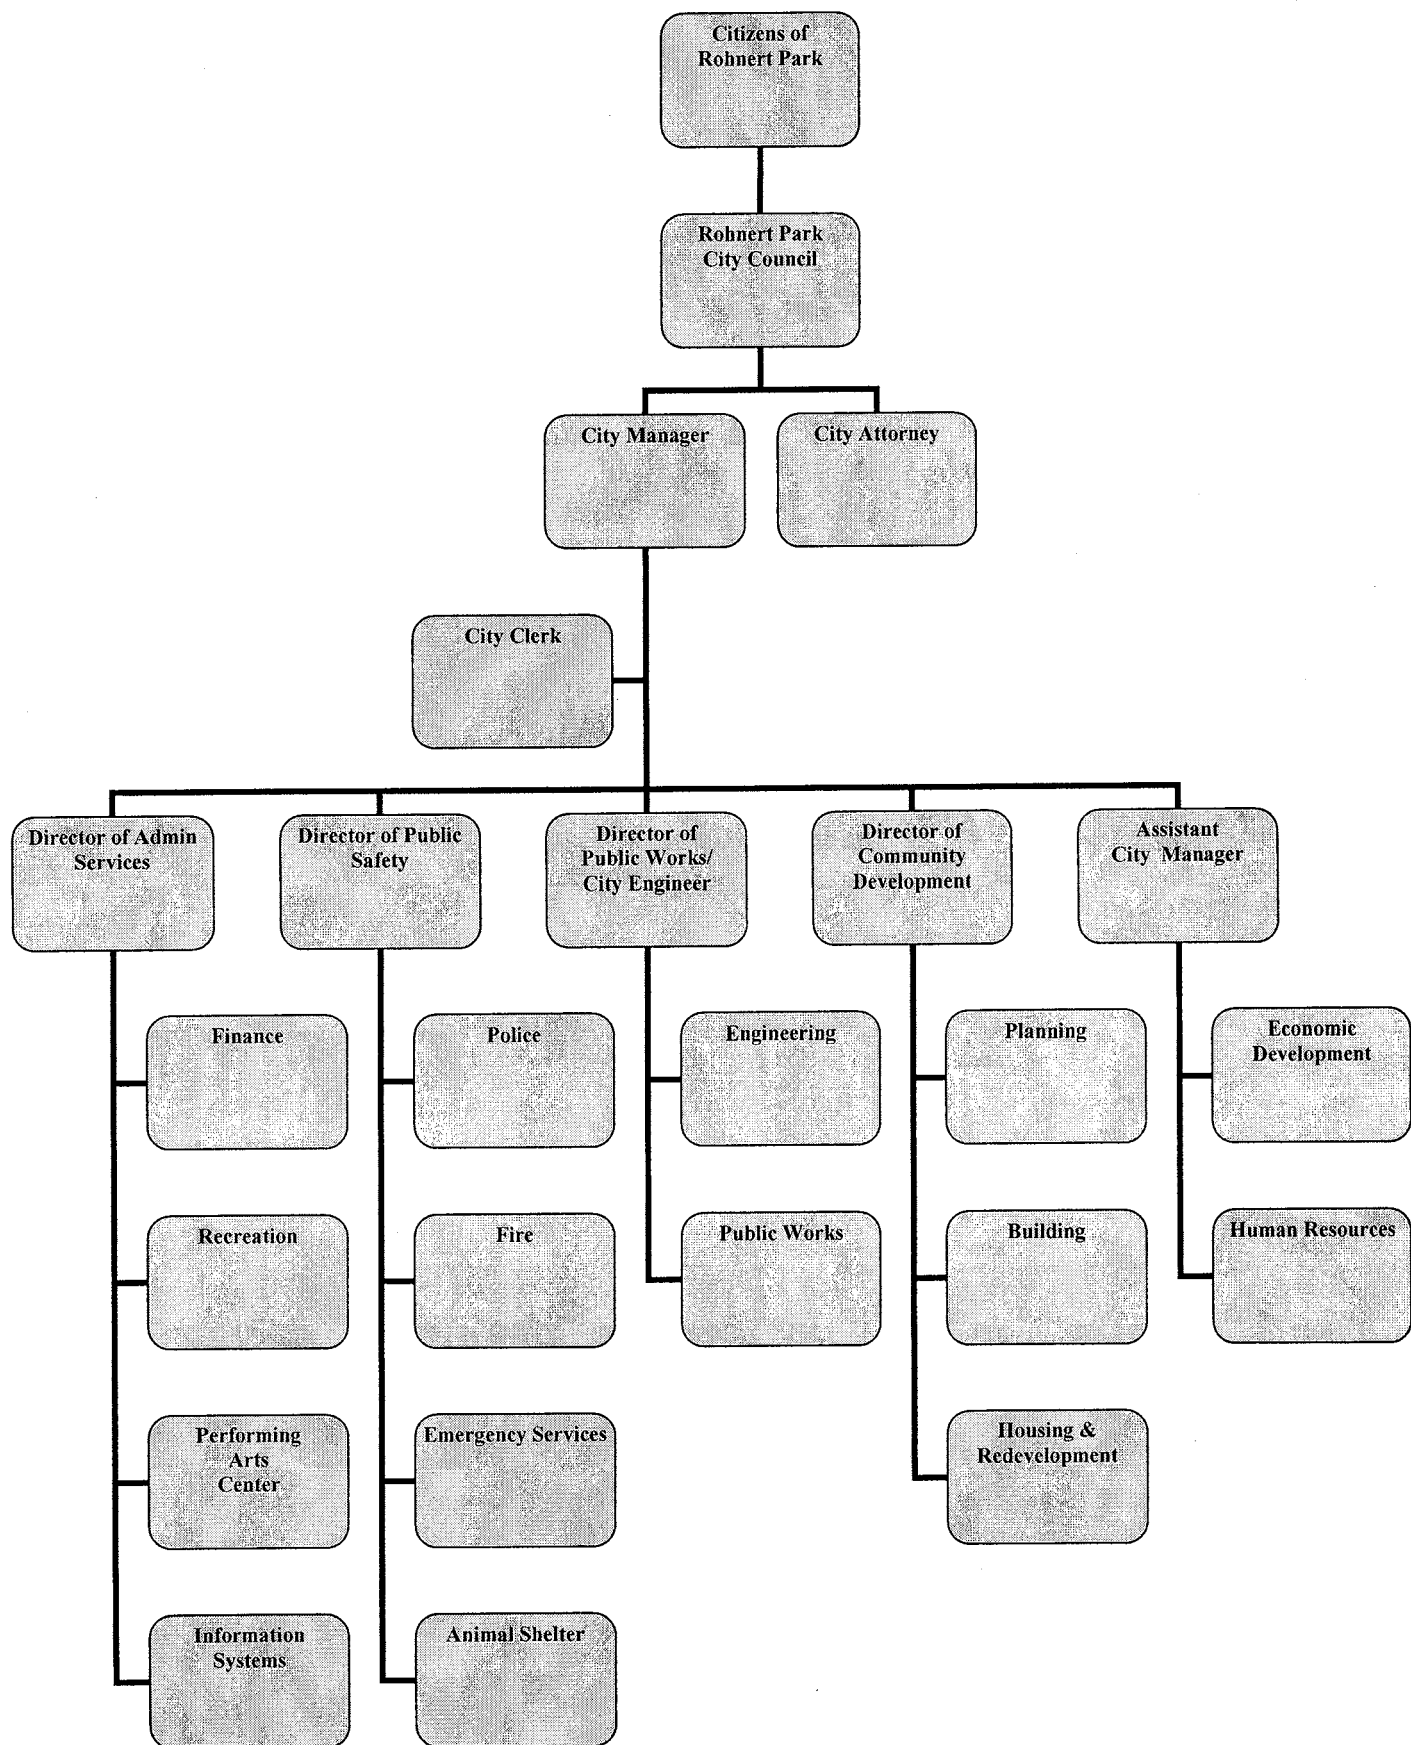 Citizens of
Rohnert Park
Rohnert Park
City Council
City Manager
City Attorney
City Clerk
Director of Admin
Services
Director of Public
Safety
Director of
Public Works/
City Engineer
Director of
Community
Development
Assistant
City Manager
Finance
Police
Engineering
Planning
Economic
Development
Recreation
Fire
Public Works
Building
Human Resources
Performing
Arts
Center
Emergency Services
Housing &
Redevelopment
Information
Systems
Animal Shelter